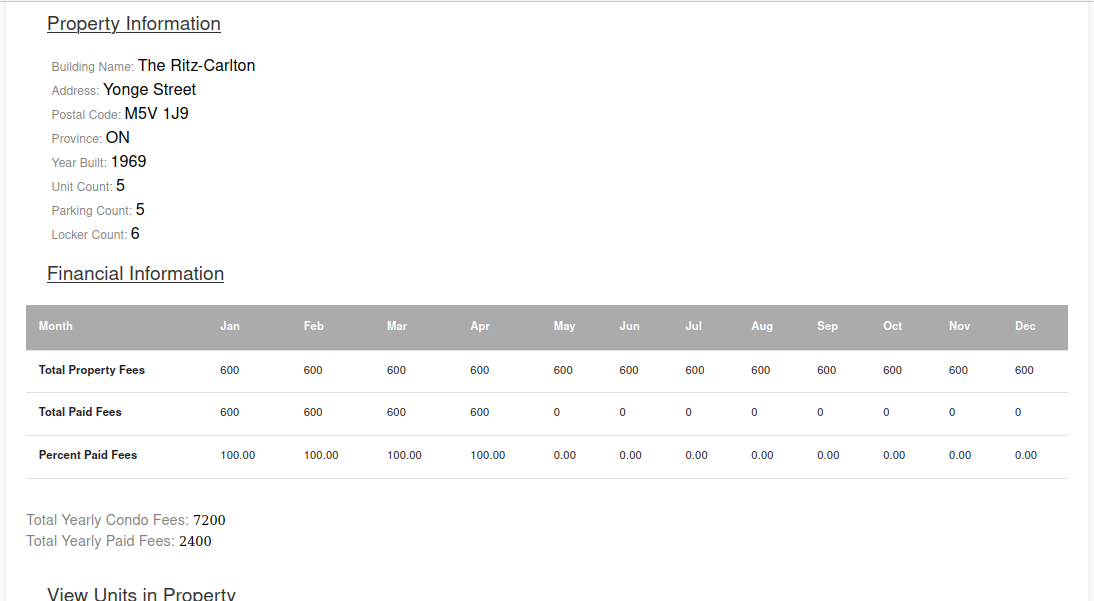 Property Information
Building Name: The Ritz-Carlton
Address: Yonge Street
Postal Code: M5V 1J9
Province: ON
Year Built: 1969
Unit Count: 5
Parking Count: 5
Locker Count: 6
Financial Information
Month Jan Feb Mar Apr May Jun Jul Aug Sep Oct Nov Dec
Total Property Fees 600 600 600 600 600 600 600 600 600 600 600 600
Total Paid Fees 600 600 600 600 0 0 0 0 0 0 0 0
Percent Paid Fees 100.00 100.00 100.00 100.00 0.00 0.00 0.00 0.00 0.00 0.00 0.00 0.00
Total Yearly Condo Fees: 7200
Total Yearly Paid Fees: 2400
View Units in Property